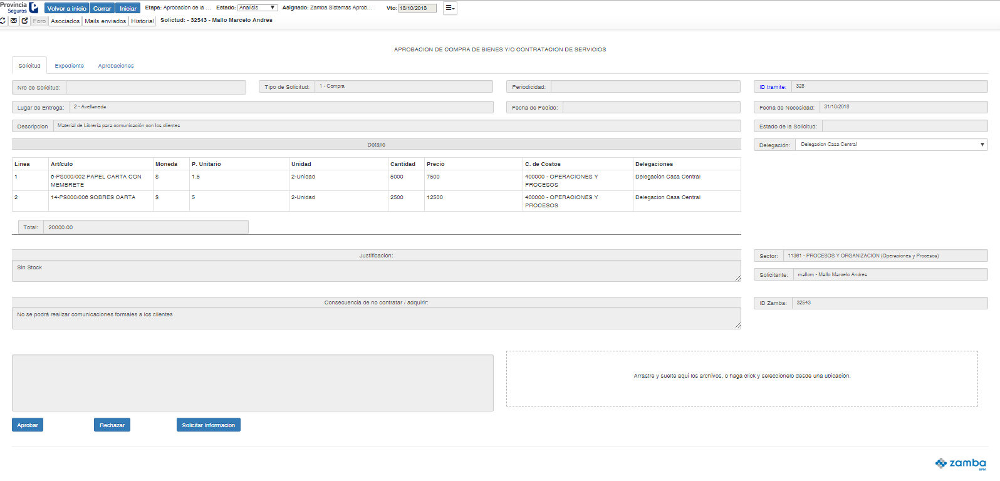 Provincia
Seguros
Volver a inicio Cerrar Iniciar Etapa: Aprobacion de la ... Estado: Analisis Asignado: Zamba Sistemas Aprob... Vto: 18/10/2018
Foro Asociados Mails enviados Historial Solictud: - 32543 - Mallo Marcelo Andres
APROBACION DE COMPRA DE BIENES Y/O CONTRATACION DE SERVICIOS
Solicitud Expediente Aprobaciones
Nro de Solicitud: Tipo de Solicitud: 1 - Compra Periodicidad: ID tramite: 328
Lugar de Entrega: 2 - Avellaneda Fecha de Pedido: Fecha de Necesidad: 31/10/2018
Descripcion Material de Librería para comunicación con los clientes Estado de la Solicitud:
Detalle Delegación: Delegacion Casa Central
Linea Artículo Moneda P. Unitario Unidad Cantidad Precio C. de Costos Delegaciones
1 6-PS000/002 PAPEL CARTA CON MEMBRETE $ 1.5 2-Unidad 5000 7500 400000 - OPERACIONES Y PROCESOS Delegacion Casa Central
2 14-PS000/006 SOBRES CARTA $ 5 2-Unidad 2500 12500 400000 - OPERACIONES Y PROCESOS Delegacion Casa Central
Total: 20000.00
Justificación: Sector: 11361 - PROCESOS Y ORGANIZACION (Operaciones y Procesos)
Sin Stock
Solicitante: mallom - Mallo Marcelo Andres
Consecuencia de no contratar / adquirir: ID Zamba: 32543
No se podrá realizar comunicaciones formales a los clientes
Arrastre y suelte aqui los archivos, o haga click y seleccionelo desde una ubicación.
Aprobar Rechazar Solicitar Informacion
zamba
BPM